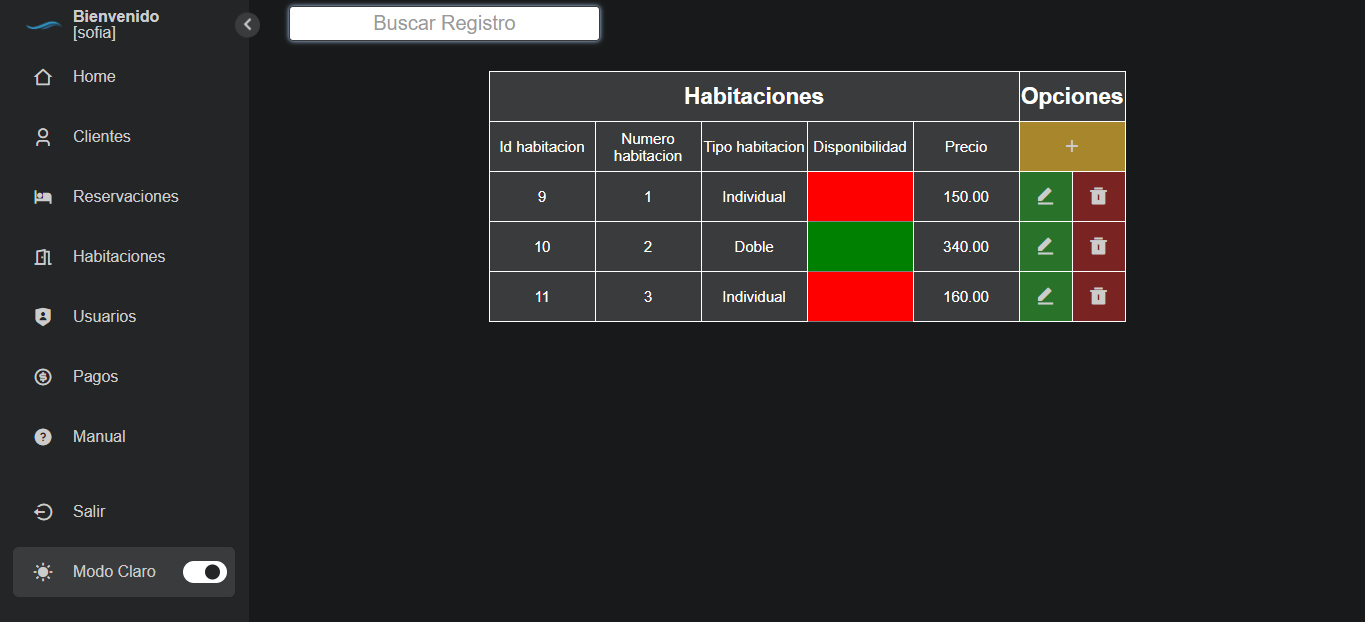 Bienvenido
[sofia]
Home
Clientes
Reservaciones
Habitaciones
Usuarios
Pagos
Manual
Salir
Modo Claro
Buscar Registro
Habitaciones Opciones
Id habitacion Numero habitacion Tipo habitacion Disponibilidad Precio +
9 1 Individual 150.00
10 2 Doble 340.00
11 3 Individual 160.00